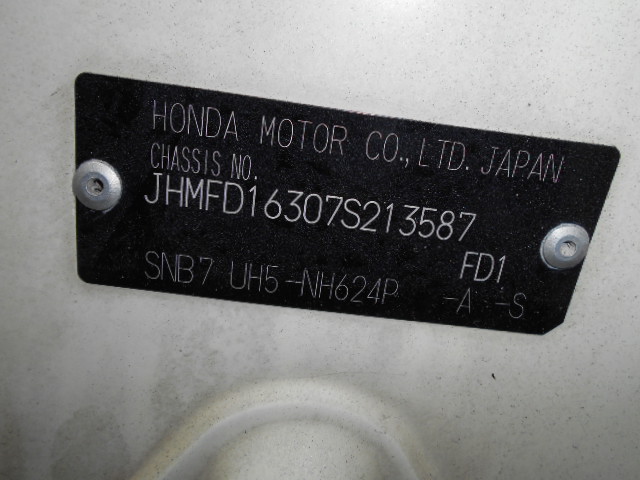 HONDA MOTOR CO., LTD. JAPAN
CHASSIS NO.
JHMFD16307S213587
FD1
SNB7 UH5-NH624P -A -S